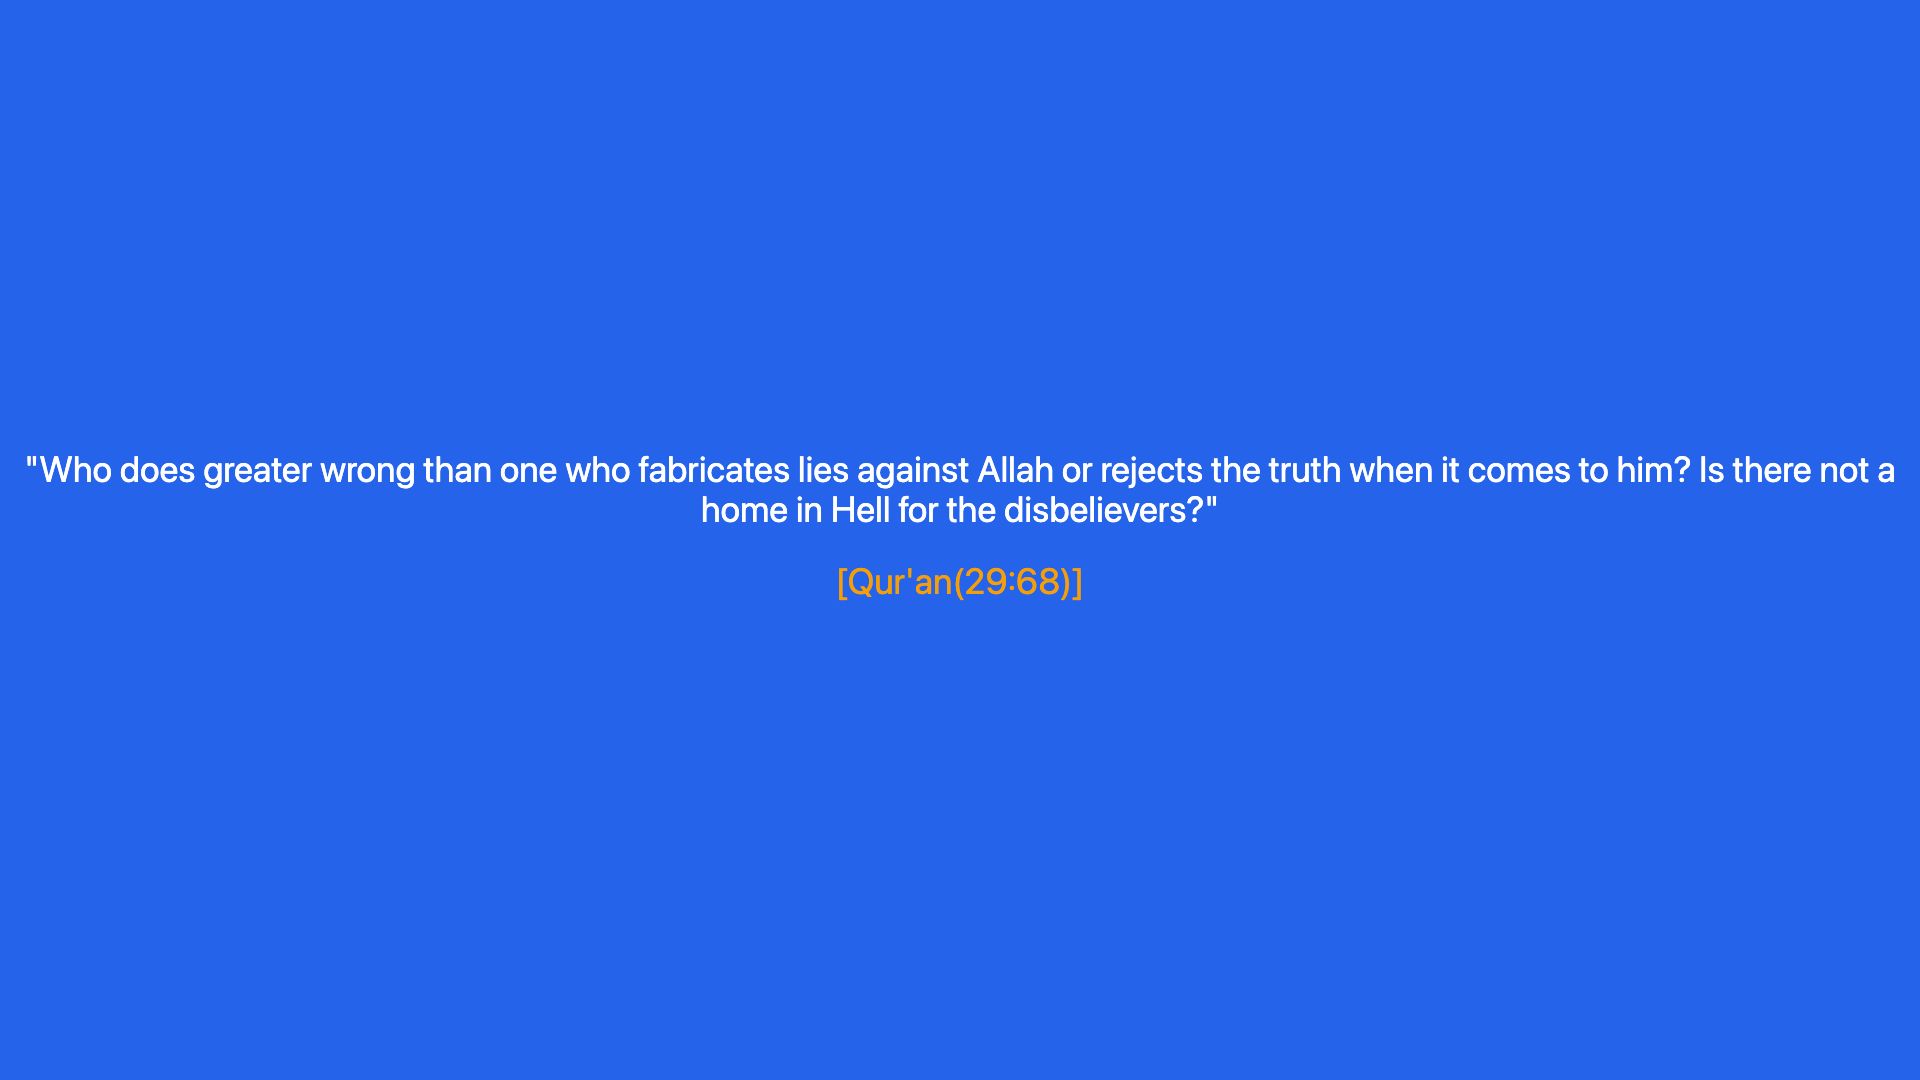 "Who does greater wrong than one who fabricates lies against Allah or rejects the truth when it comes to him? Is there not a
home in Hell for the disbelievers?"
[Qur'an(29:68)]